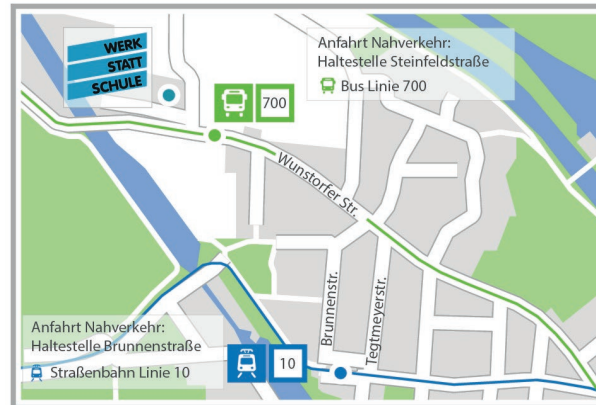 WERK
STATT
SCHULE
Anfahrt Nahverkehr:
Haltestelle Steinfeldstraße
Bus Linie 700
700
Wunstorfer Str.
Brunnenstr.
Tegtmeyerstr.
Anfahrt Nahverkehr:
Haltestelle Brunnenstraße
Straßenbahn Linie 10
10